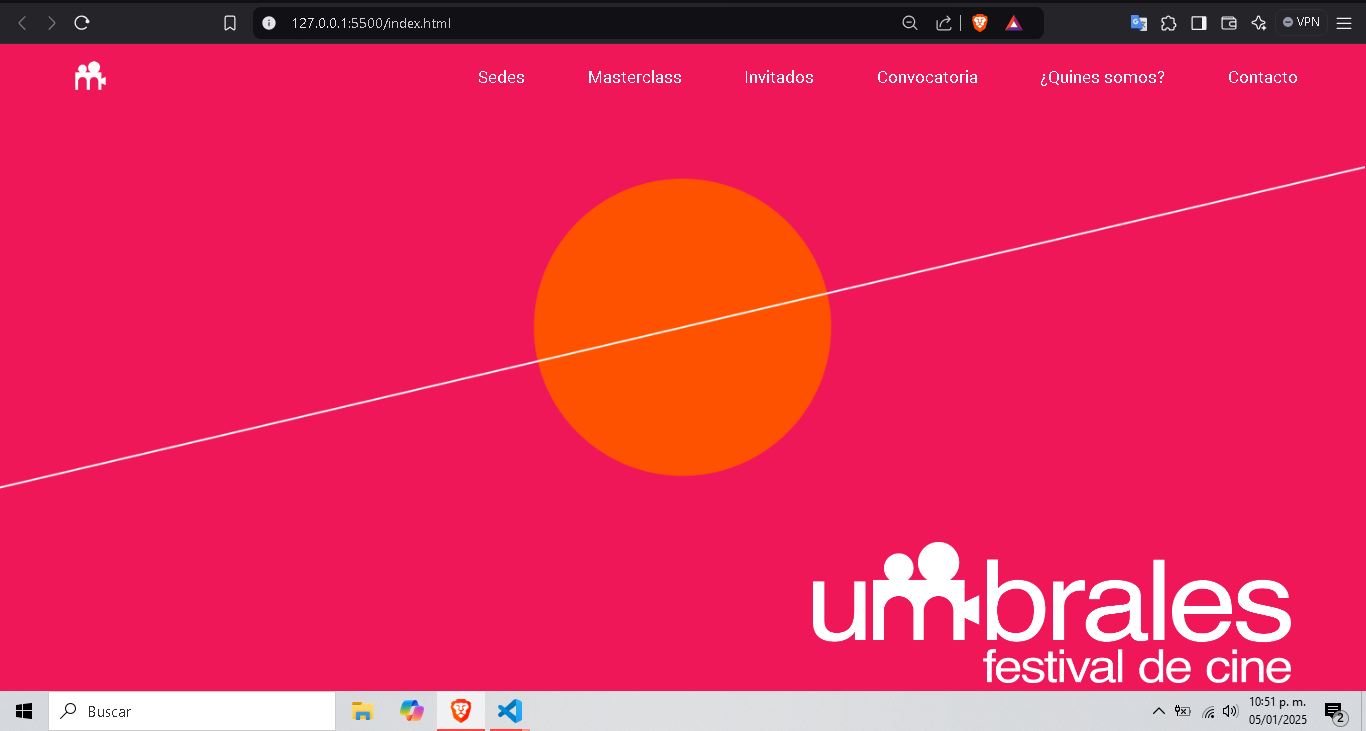 127.0.0.1:5500/index.html
VPN
Sedes Masterclass Invitados Convocatoria ¿Quines somos? Contacto
umbrales
festival de cine
Buscar
10:51 p. m.
05/01/2025
2